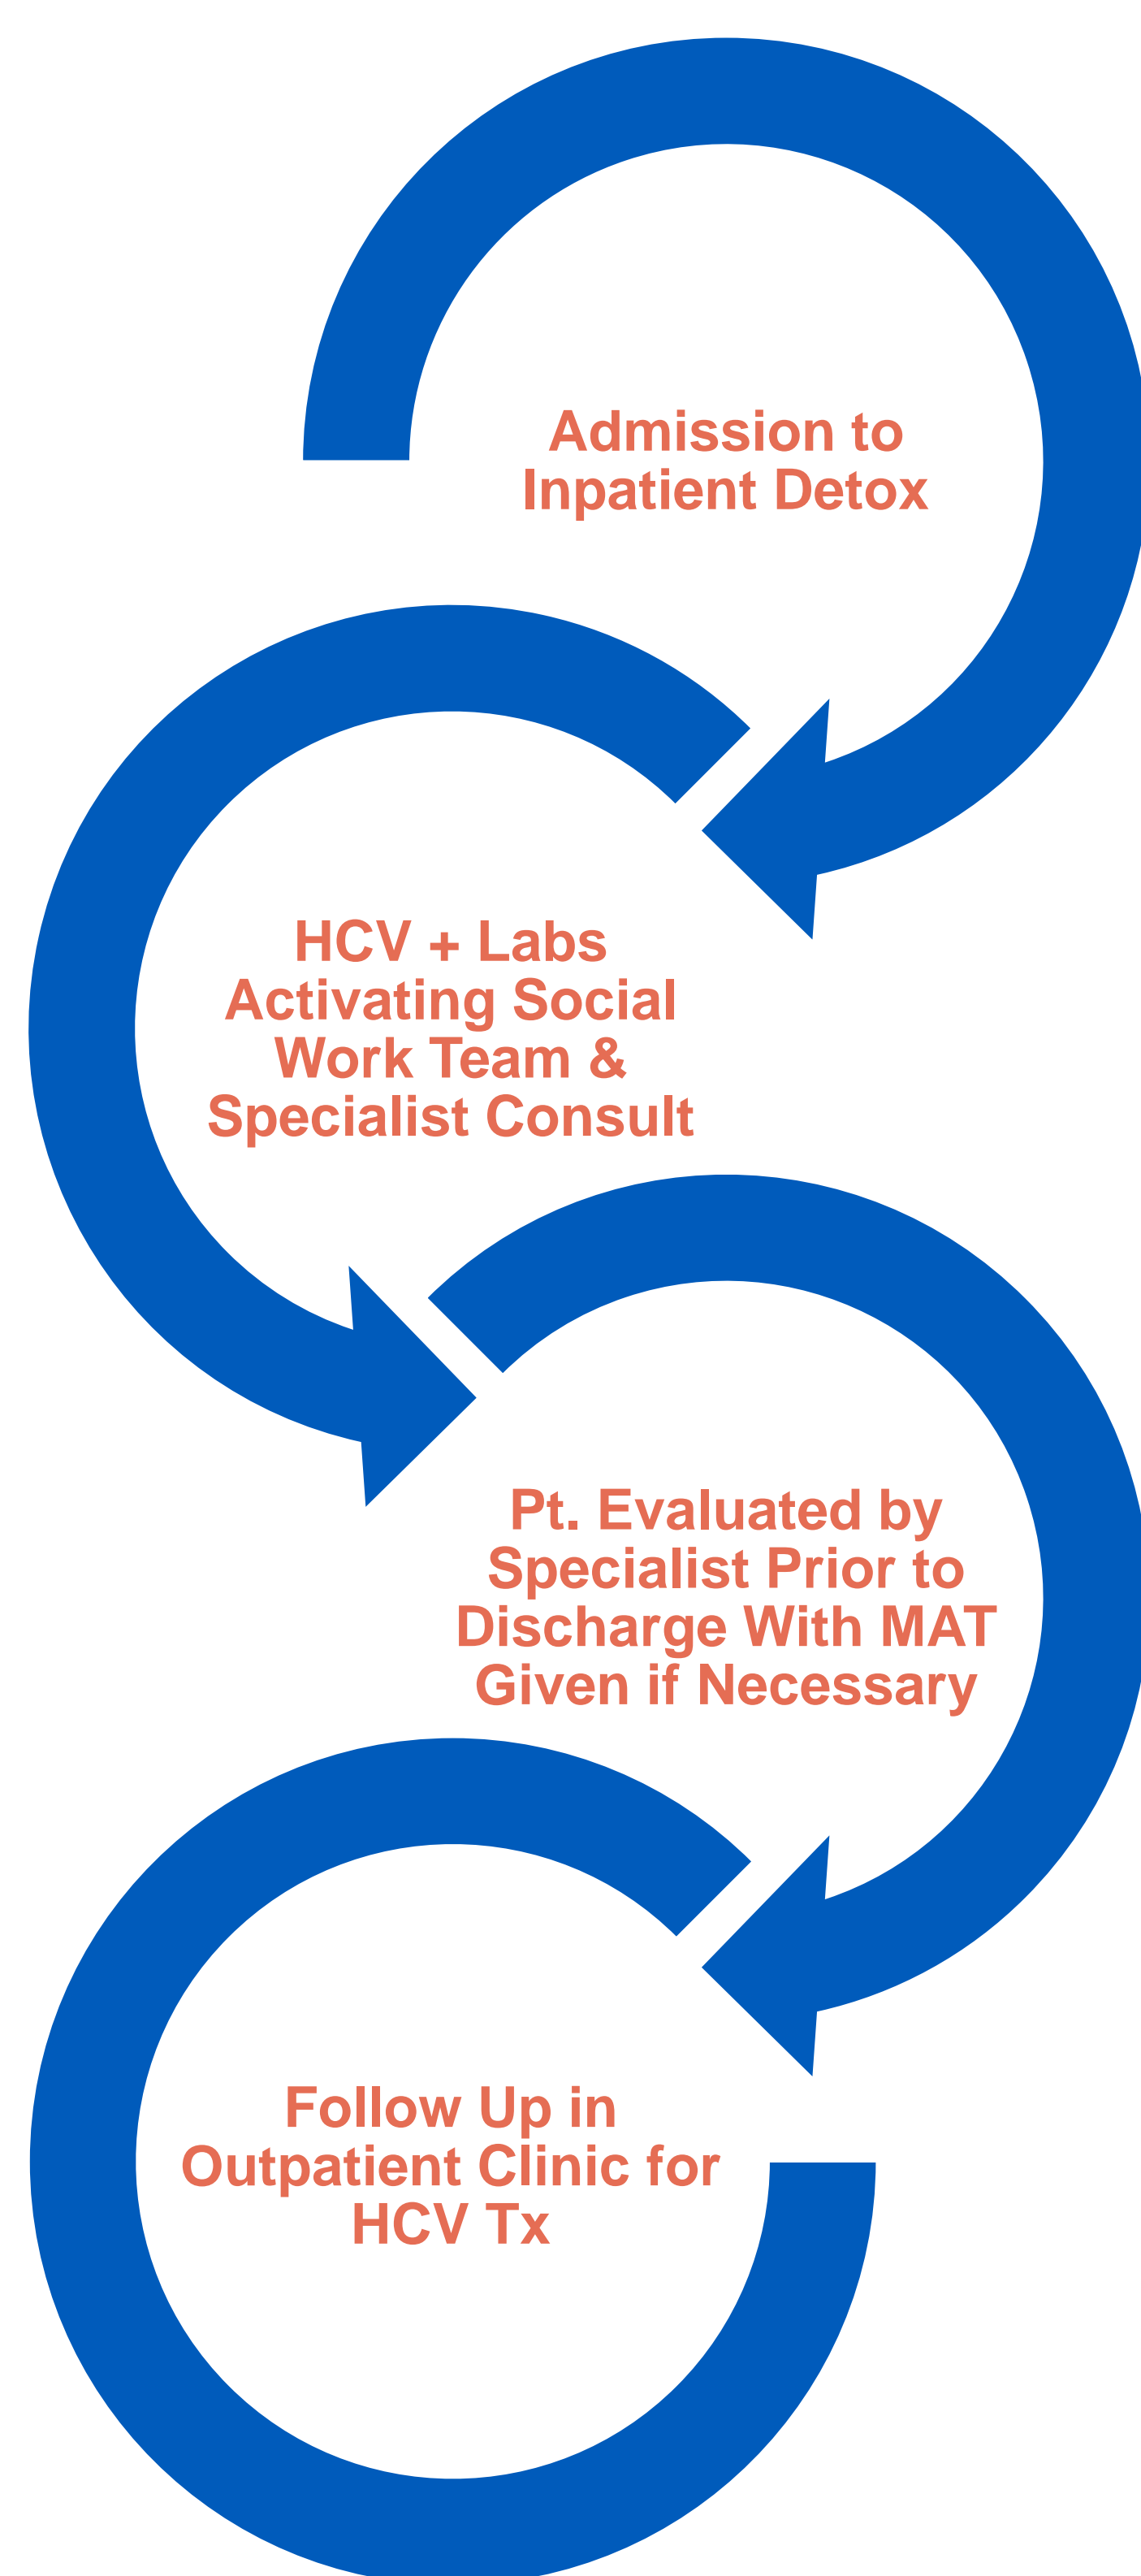 Admission to
Inpatient Detox
HCV + Labs
Activating Social
Work Team &
Specialist Consult
Pt. Evaluated by
Specialist Prior to
Discharge With MAT
Given if Necessary
Follow Up in
Outpatient Clinic for
HCV Tx